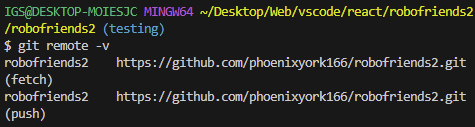 IGS@DESKTOP-MOIESJC MINGW64 ~/Desktop/Web/vscode/react/robofriends2
/robofriends2 (testing)
$ git remote -v
robofriends2    https://github.com/phoenixyork166/robofriends2.git
(fetch)
robofriends2    https://github.com/phoenixyork166/robofriends2.git
(push)